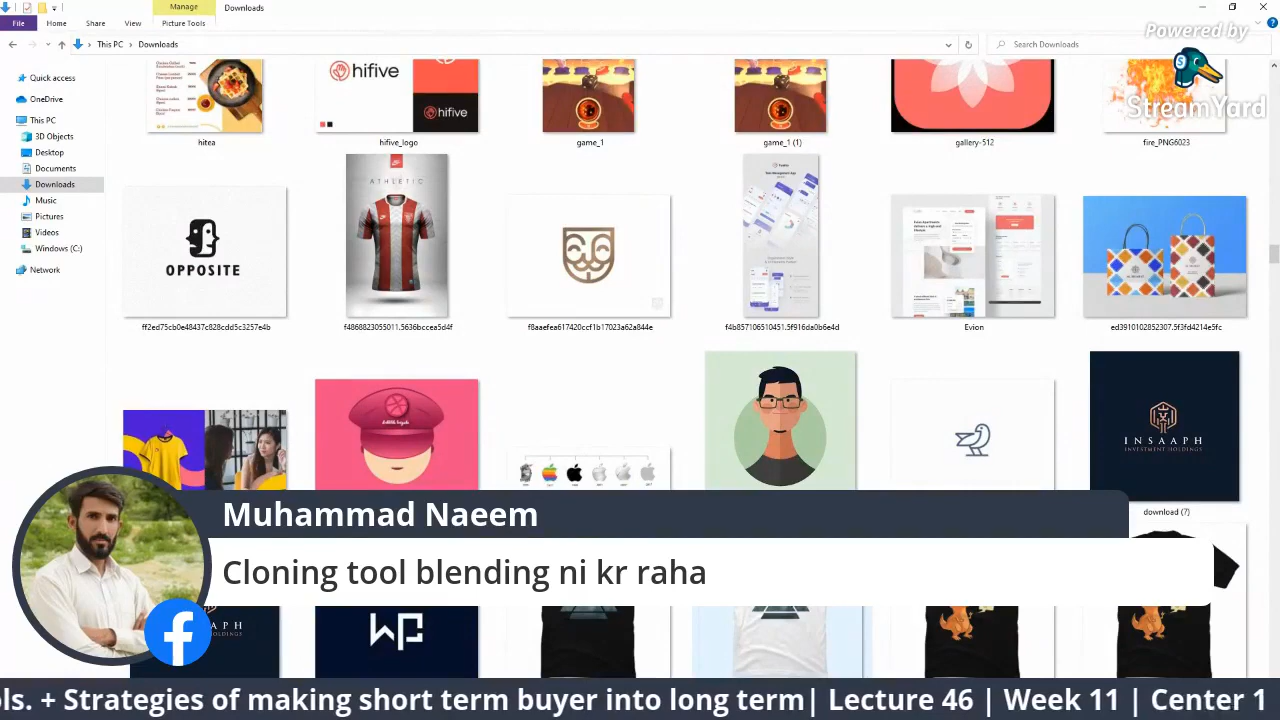 Manage
Downloads
File
Home
Share
View
Picture Tools
This PC
Downloads
Search Downloads
Powered by
StreamYard
Quick access
OneDrive
This PC
3D Objects
Desktop
Documents
Downloads
Music
Pictures
Videos
Windows (C:)
Network
hifive
hifive
hitea
hifive_logo
game_1
game_1 (1)
gallery-512
fire_PNG6023
OPPOSITE
ATHLETIC
f4868823055011.5636bccea5d4f
f8aaefea617420ccf1b17023a62a844e
f4b857106510451.5f916da0b6e4d
Evion
ed3910102852307.5f3fd4214e5fc
INSAAPH
INVESTMENT HOLDINGS
download (7)
Muhammad Naeem
Cloning tool blending ni kr raha
ols. + Strategies of making short term buyer into long term| Lecture 46 | Week 11 | Center 1